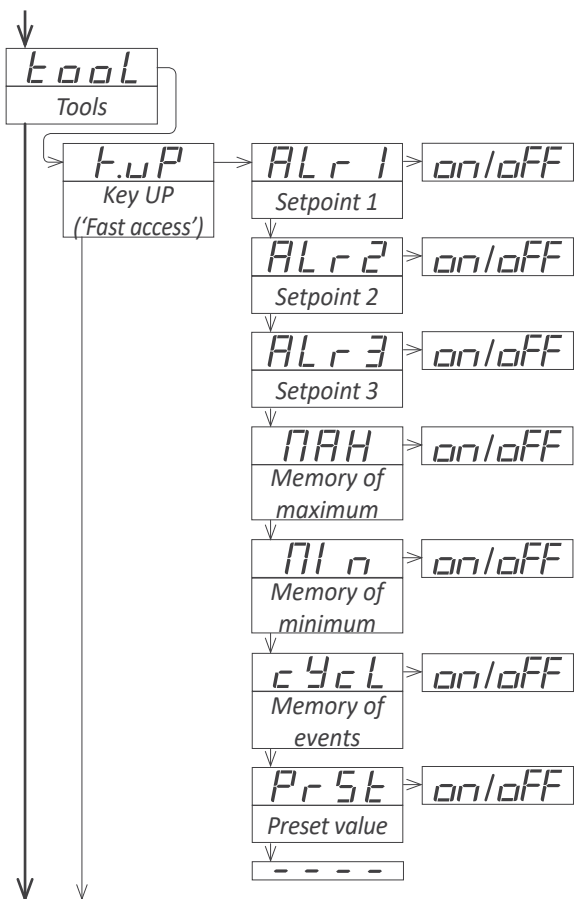 tooL
Tools
K.uP
Key UP
('Fast access')
ALr1
on/oFF
Setpoint 1
ALr2
on/oFF
Setpoint 2
ALr3
on/oFF
Setpoint 3
MAX
on/oFF
Memory of
maximum
MIn
on/oFF
Memory of
minimum
cYcL
on/oFF
Memory of
events
PrSt
on/oFF
Preset value
- - - -